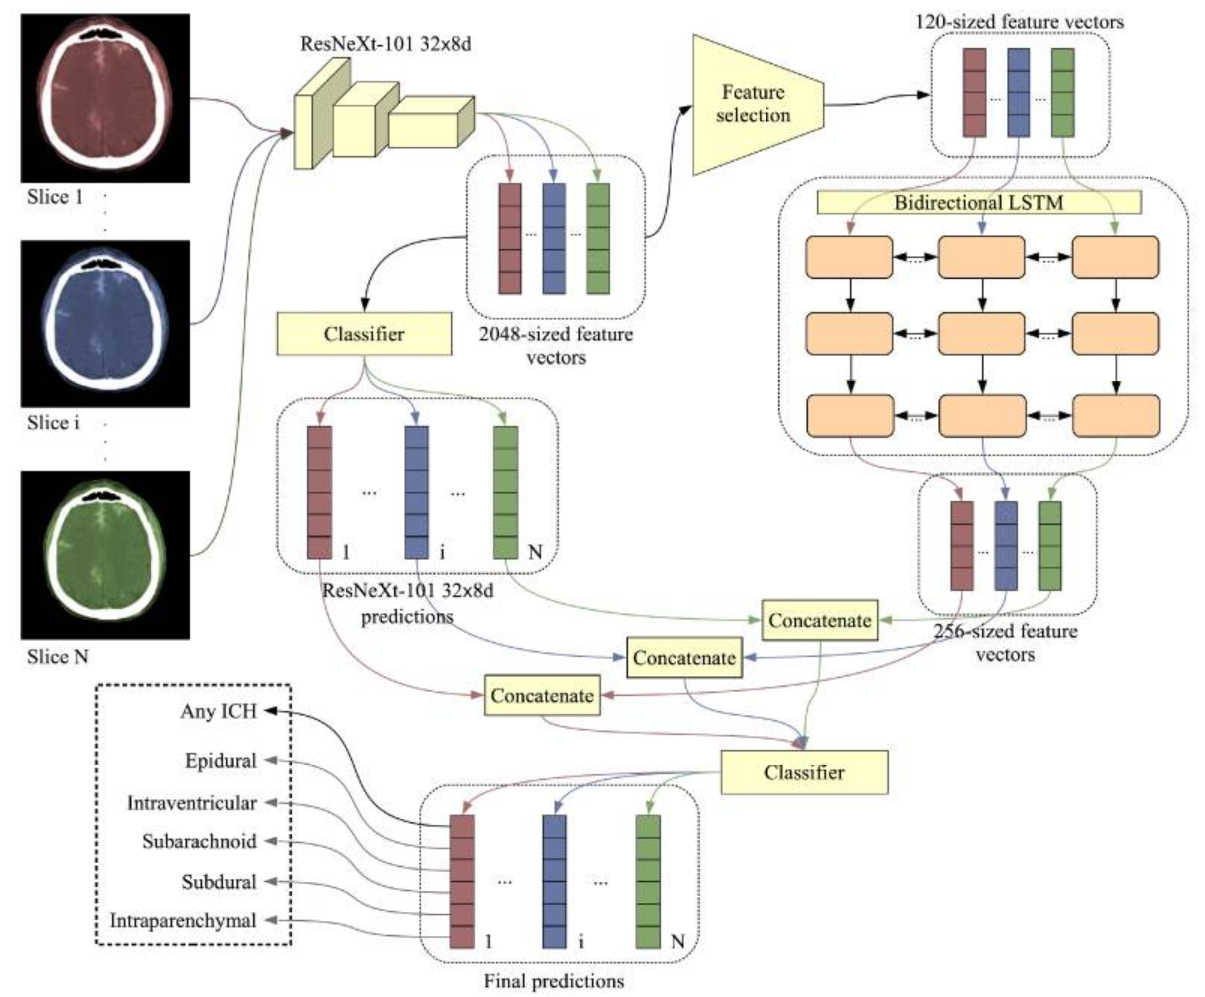 120-sized feature vectors
ResNeXt-101 32x8d
Feature
selection
Slice 1
Bidirectional LSTM
2048-sized feature
vectors
Classifier
Slice i
...
...
1
i
N
ResNeXt-101 32x8d
predictions
Concatenate
256-sized feature
vectors
Concatenate
Slice N
Concatenate
Any ICH
Epidural
Intraventricular
Subarachnoid
Subdural
Intraparenchymal
Classifier
...
...
1
i
N
Final predictions